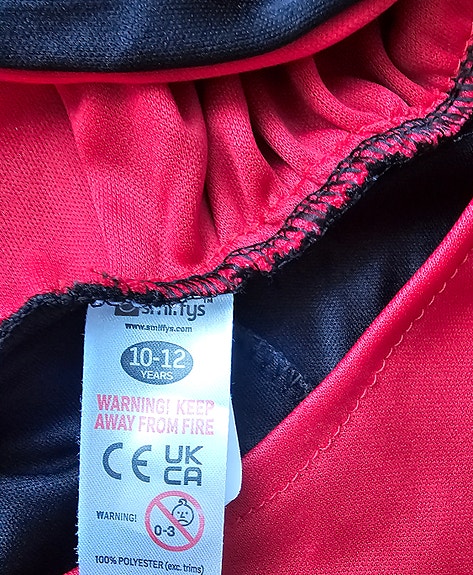 smiffys™
www.smiffys.com
10-12
YEARS
WARNING! KEEP
AWAY FROM FIRE
CE UK
CA
WARNING!
0-3
100% POLYESTER (exc. trims)